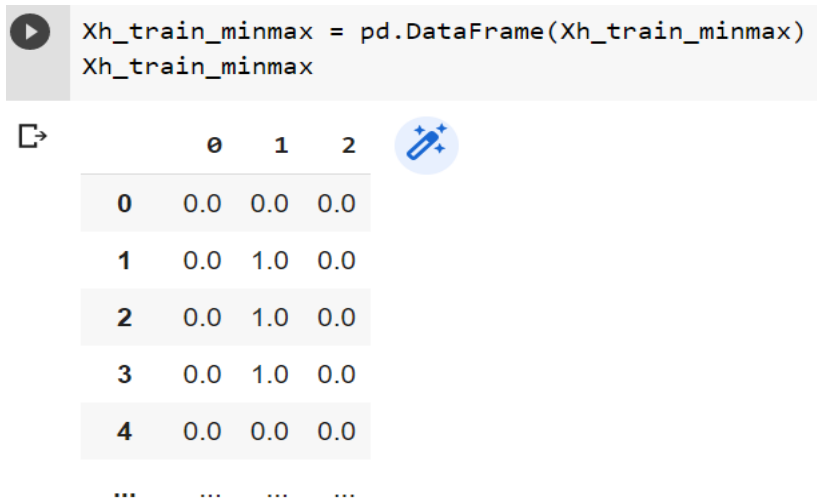 Xh_train_minmax = pd.DataFrame(Xh_train_minmax)
Xh_train_minmax
0 1 2
0 0.0 0.0 0.0
1 0.0 1.0 0.0
2 0.0 1.0 0.0
3 0.0 1.0 0.0
4 0.0 0.0 0.0
... ... ... ...